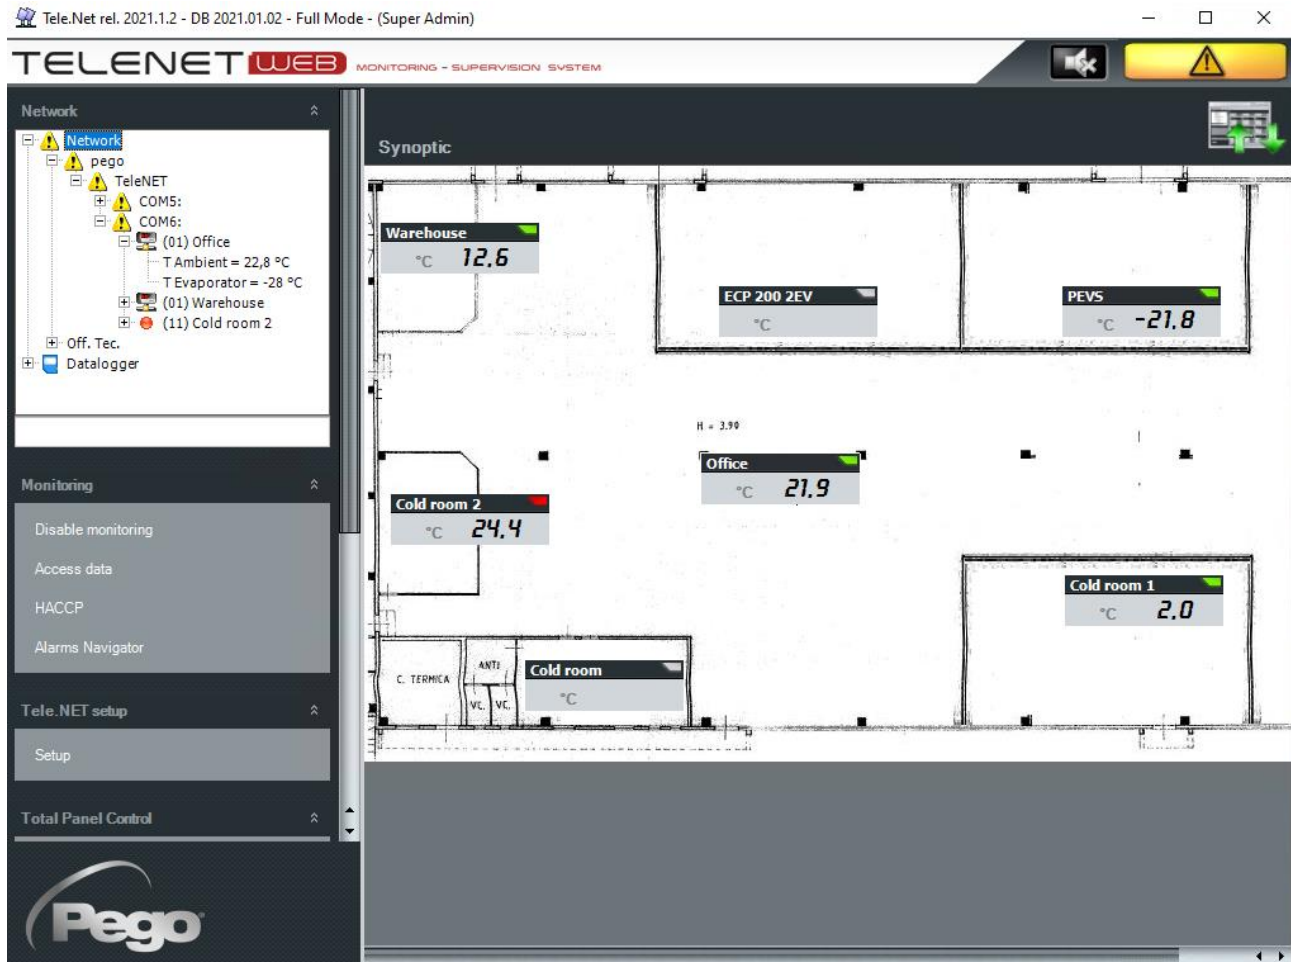 Tele.Net rel. 2021.1.2 - DB 2021.01.02 - Full Mode - (Super Admin)
TELENET WEB MONITORING - SUPERVISION SYSTEM
Network
Network
pego
TeleNET
COM5:
COM6:
(01) Office
T Ambient = 22,8 °C
T Evaporator = -28 °C
(01) Warehouse
(11) Cold room 2
Off. Tec.
Datalogger
Monitoring
Disable monitoring
Access data
HACCP
Alarms Navigator
Tele.NET setup
Setup
Total Panel Control
Pego
Synoptic
Warehouse
°C 12.6
ECP 200 2EV
°C
PEVS
°C -21.8
H = 3.90
Office
°C 21.9
Cold room 2
°C 24.4
Cold room 1
°C 2.0
C. TERMICA
ANTI
VC. VC.
Cold room
°C